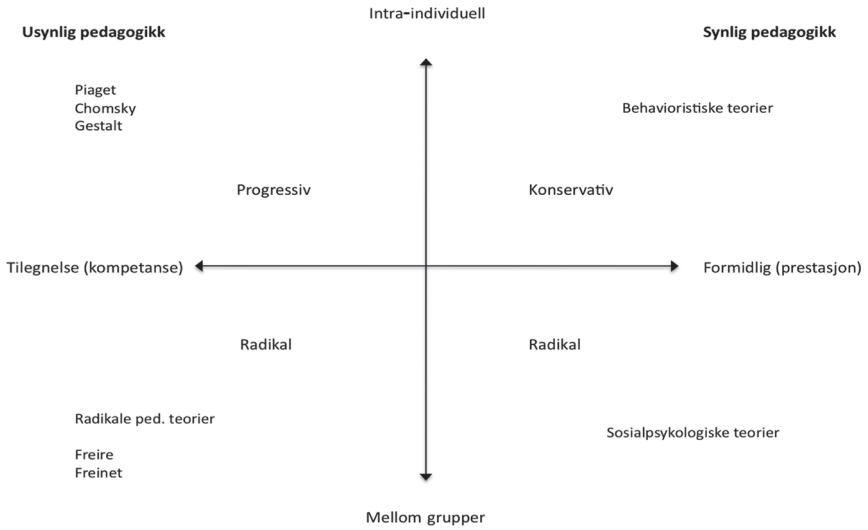 Intra-individuell
Usynlig pedagogikk
Synlig pedagogikk
Piaget
Chomsky
Gestalt
Behavioristiske teorier
Progressiv
Konservativ
Tilegnelse (kompetanse)
Formidlig (prestasjon)
Radikal
Radikal
Radikale ped. teorier
Freire
Freinet
Sosialpsykologiske teorier
Mellom grupper